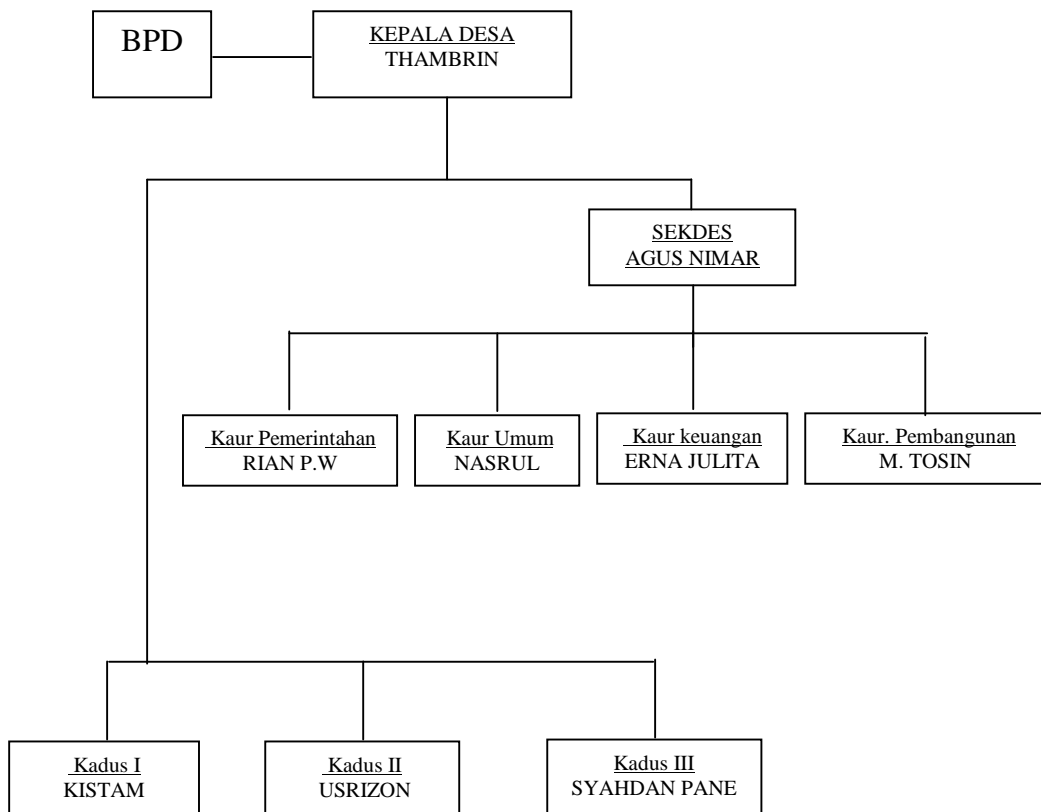 BPD
KEPALA DESA
THAMBRIN
SEKDES
AGUS NIMAR
Kaur Pemerintahan
RIAN P.W
Kaur Umum
NASRUL
Kaur keuangan
ERNA JULITA
Kaur. Pembangunan
M. TOSIN
Kadus I
KISTAM
Kadus II
USRIZON
Kadus III
SYAHDAN PANE